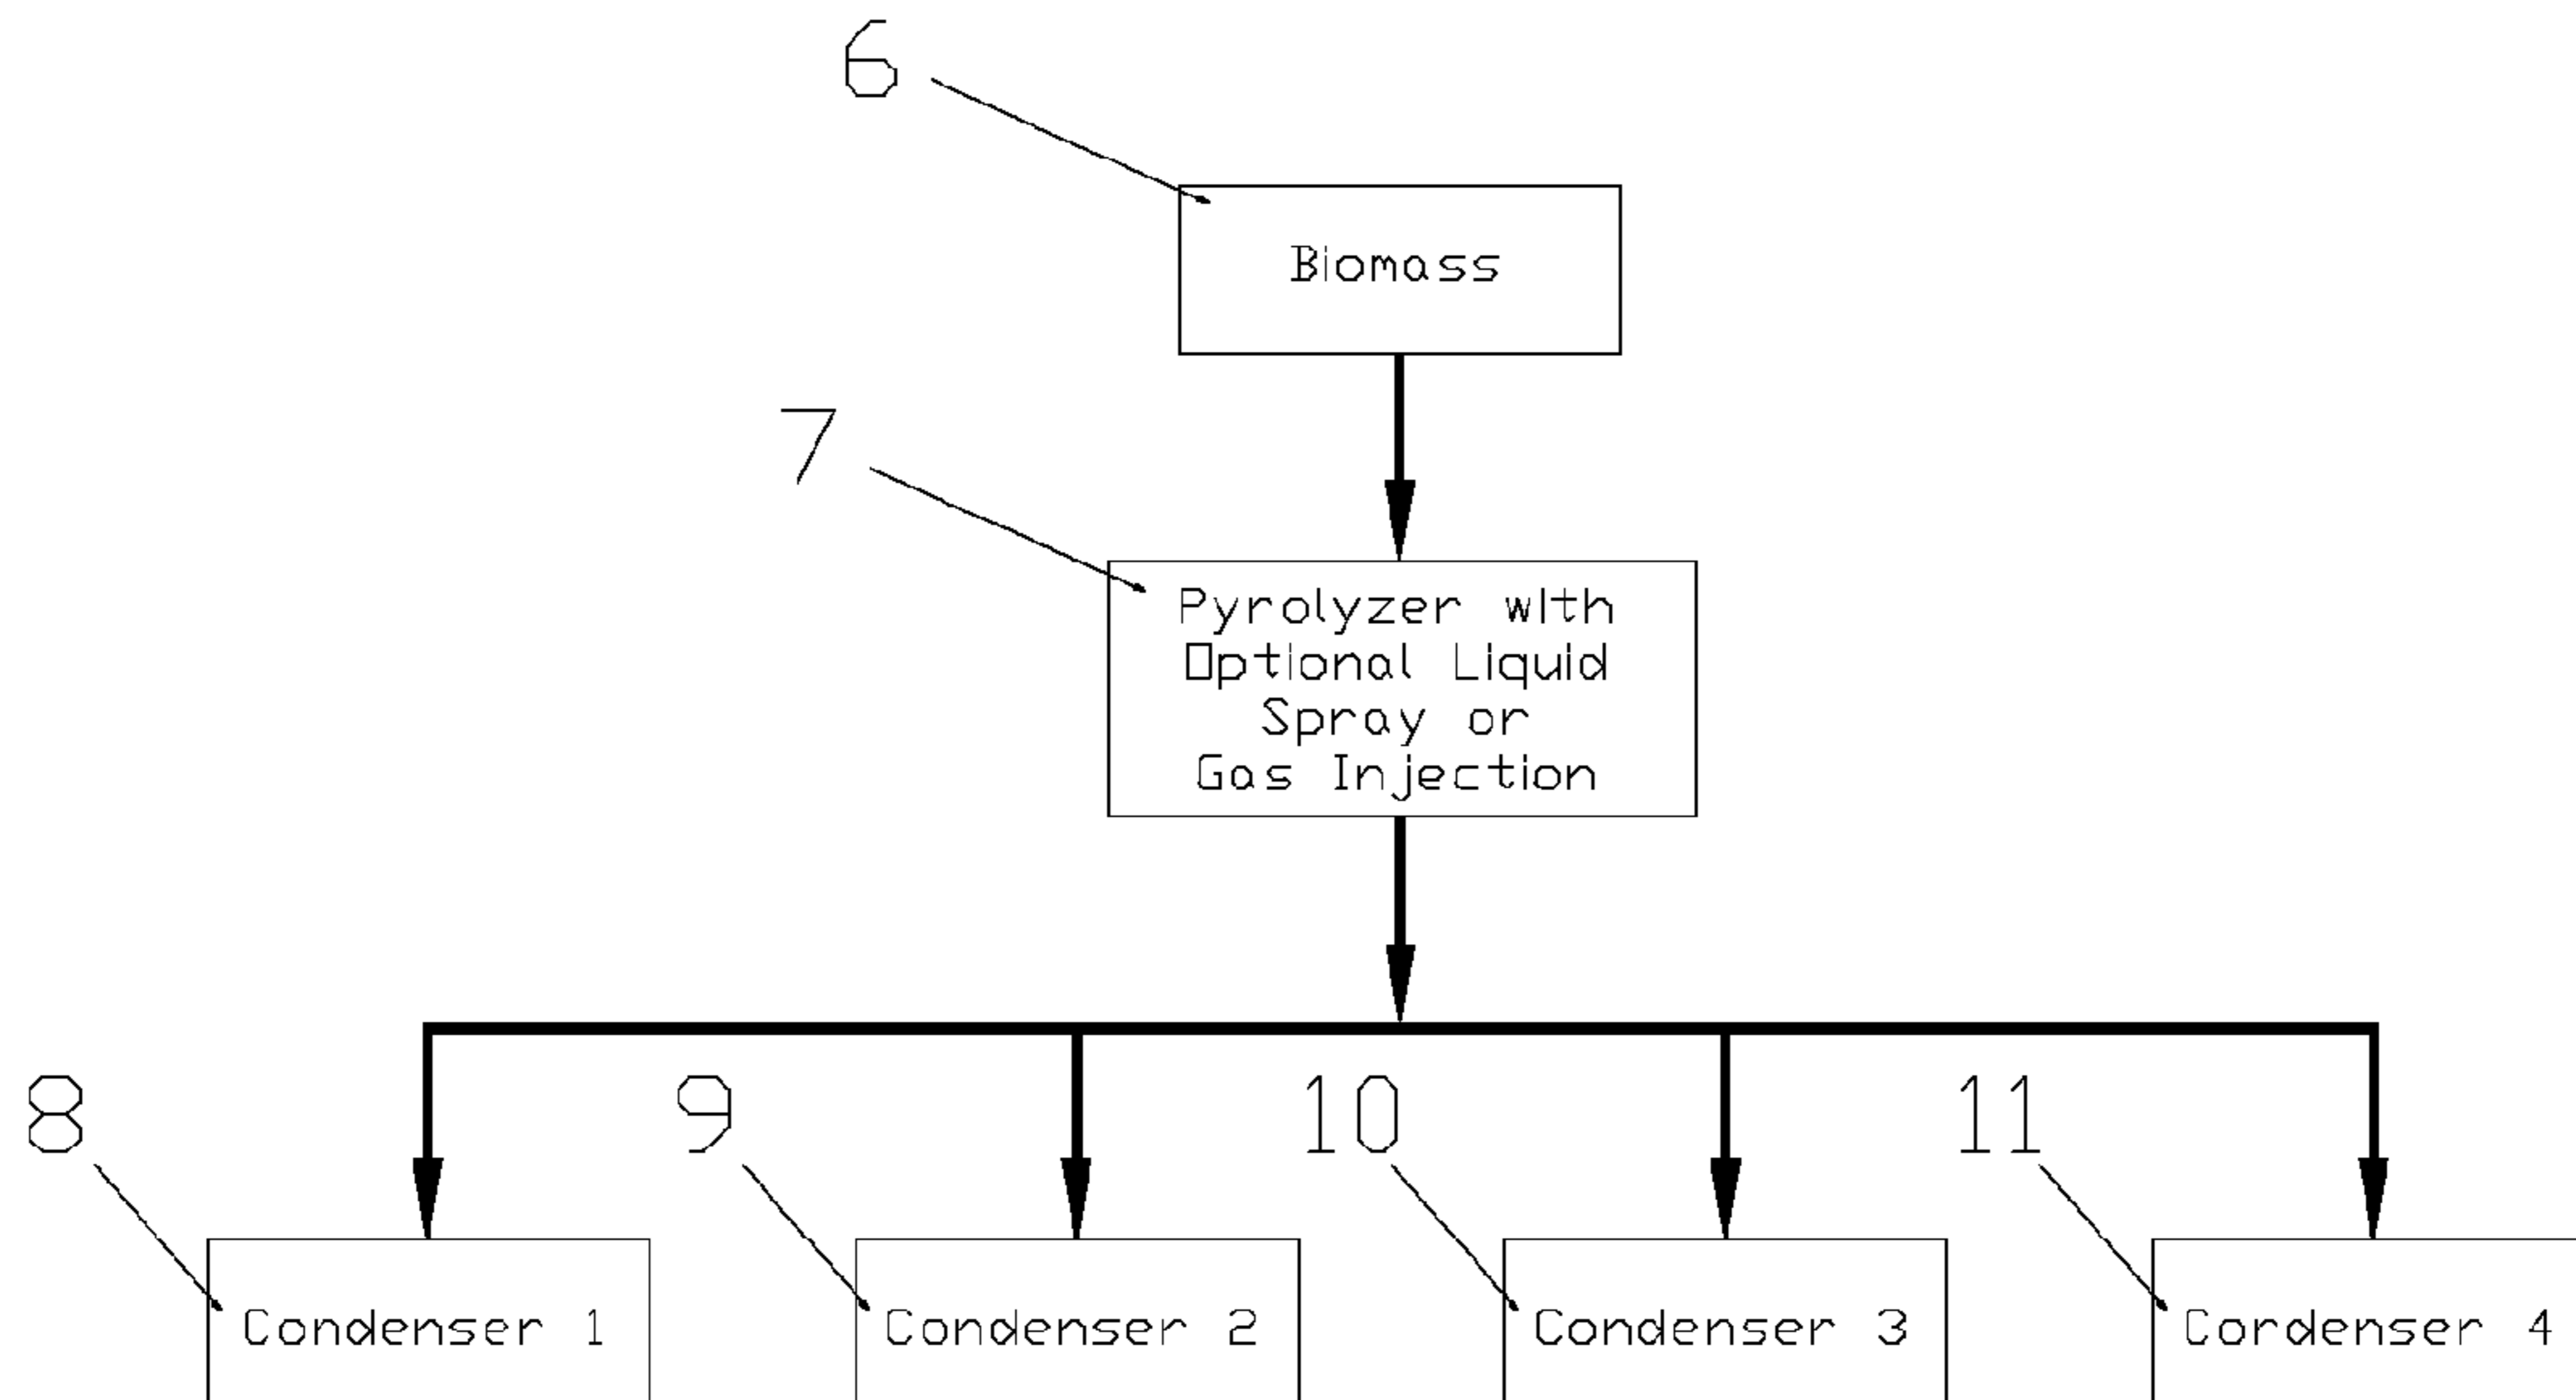 6
Biomass
7
Pyrolyzer with
Optional Liquid
Spray or
Gas Injection
8
9
10
11
Condenser 1
Condenser 2
Condenser 3
Condenser 4